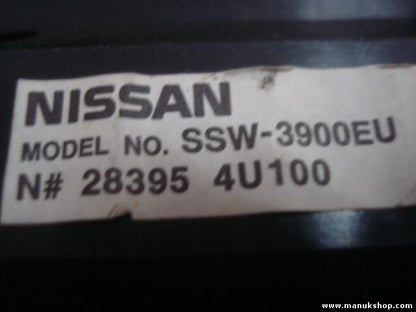 NISSAN
MODEL NO. SSW-3900EU
N# 28395 4U100
www.manukshop.com